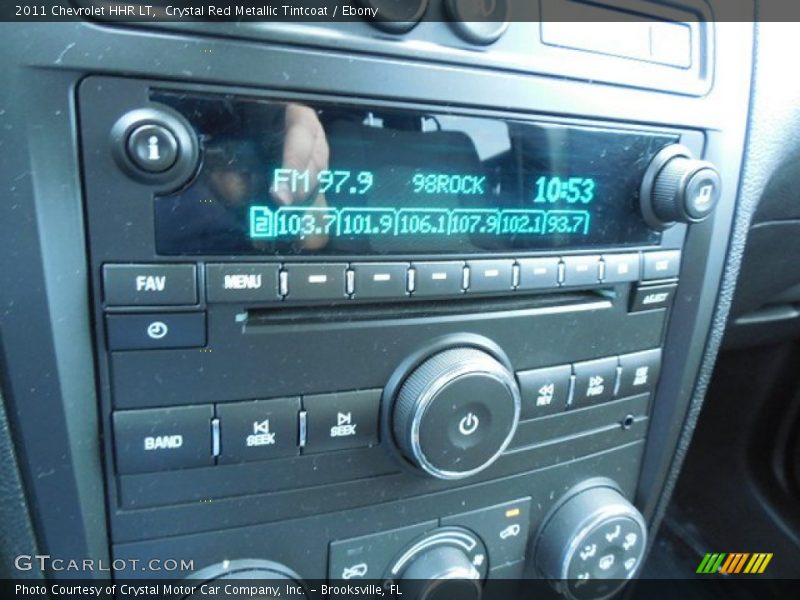 2011 Chevrolet HHR LT, Crystal Red Metallic Tintcoat / Ebony
i
FM 97.9 98ROCK 10:53
2 103.7 101.9 106.1 107.9 102.1 93.7
FAV MENU
EJECT
BAND SEEK SEEK REV FWD
GTCARLOT.COM
Photo Courtesy of Crystal Motor Car Company, Inc. – Brooksville, FL